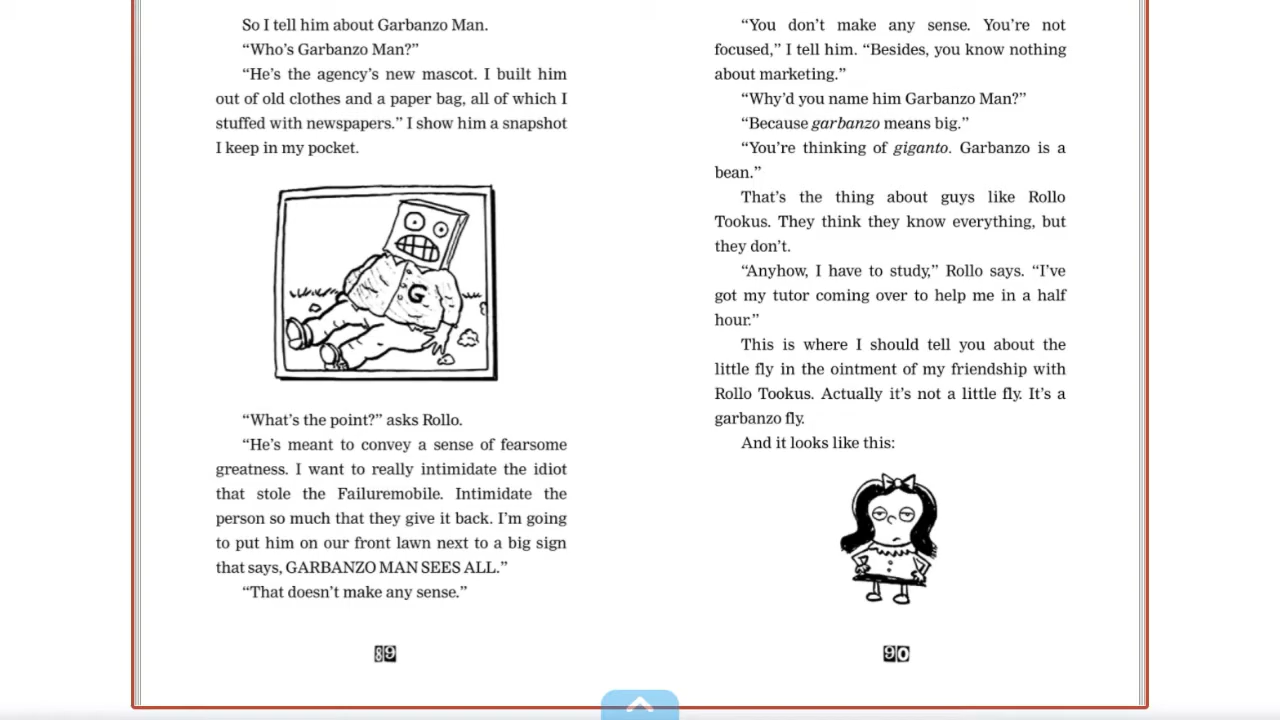 So I tell him about Garbanzo Man.
“Who’s Garbanzo Man?”
“He’s the agency’s new mascot. I built him
out of old clothes and a paper bag, all of which I
stuffed with newspapers.” I show him a snapshot
I keep in my pocket.
G
“What’s the point?” asks Rollo.
“He’s meant to convey a sense of fearsome
greatness. I want to really intimidate the idiot
that stole the Failuremobile. Intimidate the
person so much that they give it back. I’m going
to put him on our front lawn next to a big sign
that says, GARBANZO MAN SEES ALL.”
“That doesn’t make any sense.”
89
“You don’t make any sense. You’re not
focused,” I tell him. “Besides, you know nothing
about marketing.”
“Why’d you name him Garbanzo Man?”
“Because garbanzo means big.”
“You’re thinking of giganto. Garbanzo is a
bean.”
That’s the thing about guys like Rollo
Tookus. They think they know everything, but
they don’t.
“Anyhow, I have to study,” Rollo says. “I’ve
got my tutor coming over to help me in a half
hour.”
This is where I should tell you about the
little fly in the ointment of my friendship with
Rollo Tookus. Actually it’s not a little fly. It’s a
garbanzo fly.
And it looks like this:
90